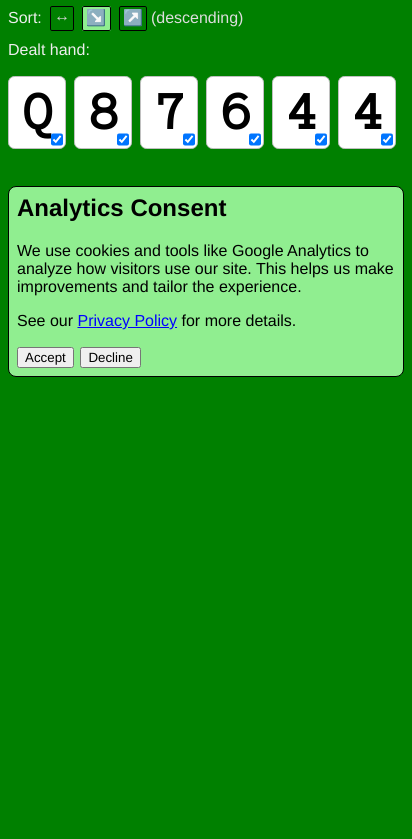 Sort: ↔ ↘ ↗ (descending)
Dealt hand:
Q 8 7 6 4 4
Analytics Consent
We use cookies and tools like Google Analytics to
analyze how visitors use our site. This helps us make
improvements and tailor the experience.
See our Privacy Policy for more details.
Accept Decline